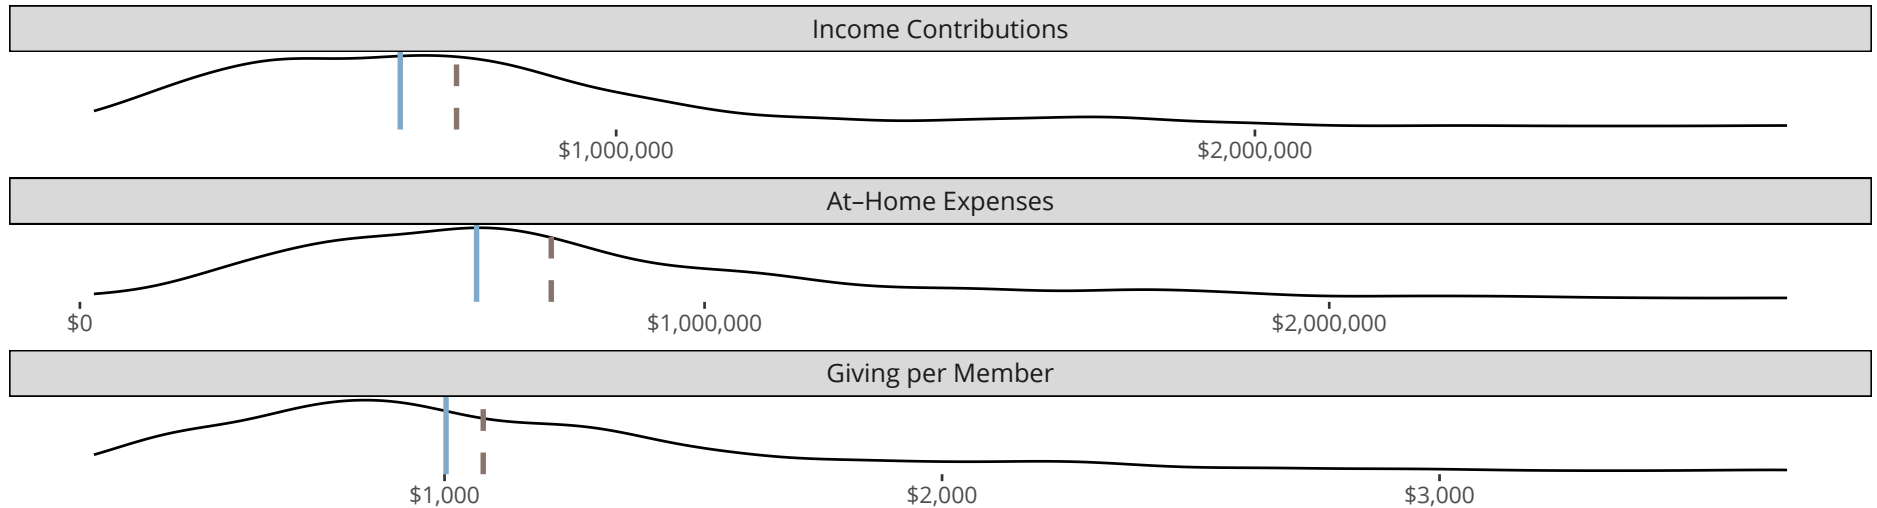 Income Contributions
$1,000,000 $2,000,000
At–Home Expenses
$0 $1,000,000 $2,000,000
Giving per Member
$1,000 $2,000 $3,000